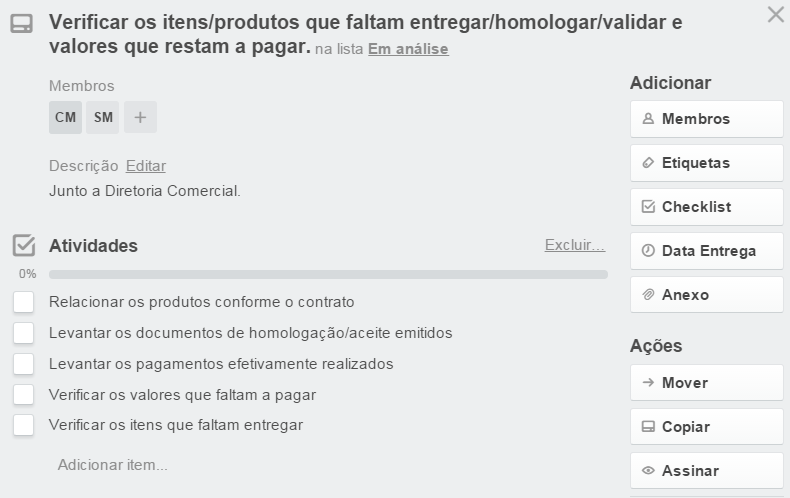 Verificar os itens/produtos que faltam entregar/homologar/validar e
valores que restam a pagar. na lista Em análise
Membros
CM SM +
Descrição Editar
Junto a Diretoria Comercial.
Atividades Excluir...
0%
Relacionar os produtos conforme o contrato
Levantar os documentos de homologação/aceite emitidos
Levantar os pagamentos efetivamente realizados
Verificar os valores que faltam a pagar
Verificar os itens que faltam entregar
Adicionar item...
Adicionar
Membros
Etiquetas
Checklist
Data Entrega
Anexo
Ações
Mover
Copiar
Assinar